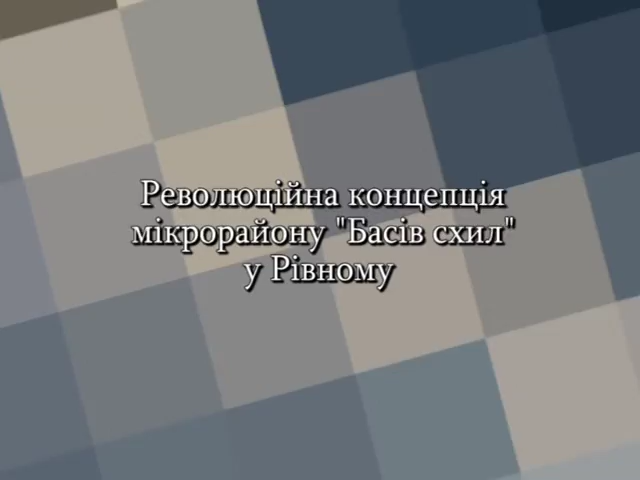 Революційна концепція
мікрорайону "Басів схил"
у Рівному